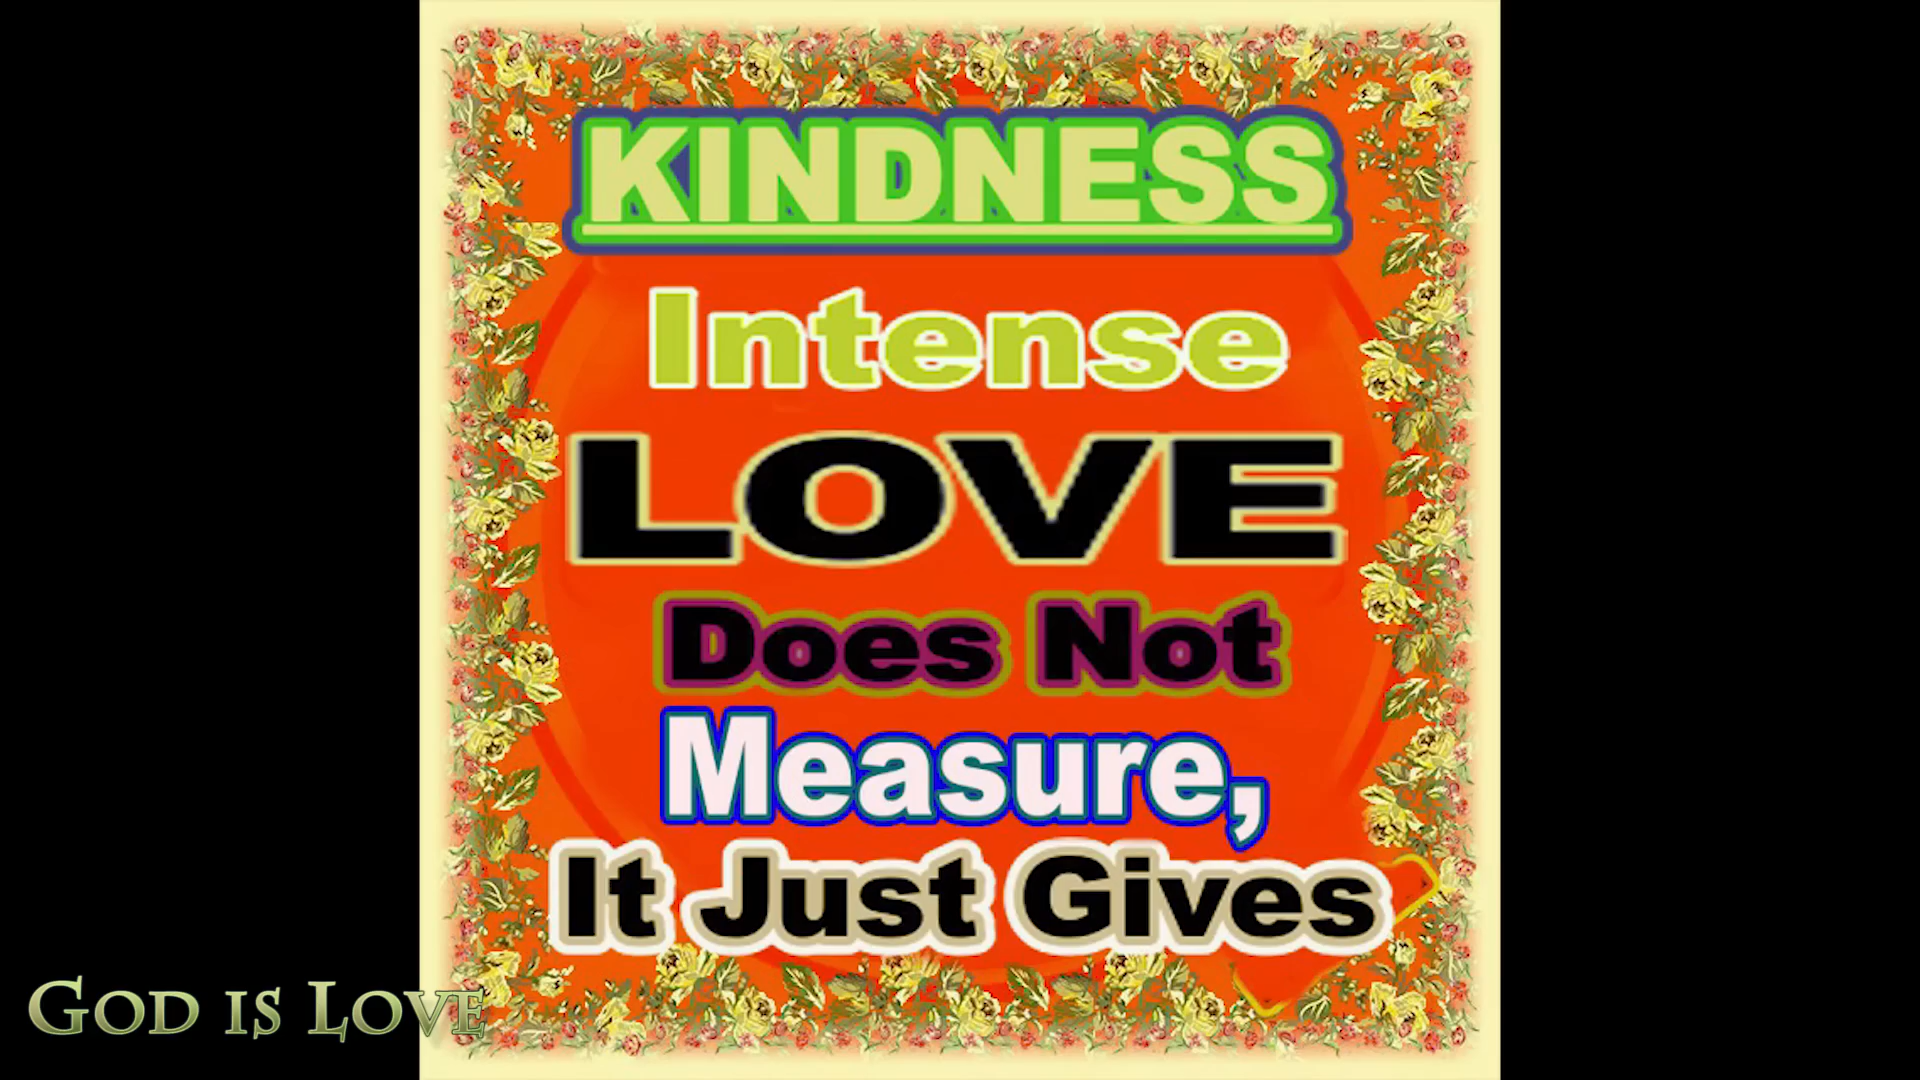 KINDNESS
Intense
LOVE
Does Not
Measure,
It Just Gives
God is Love